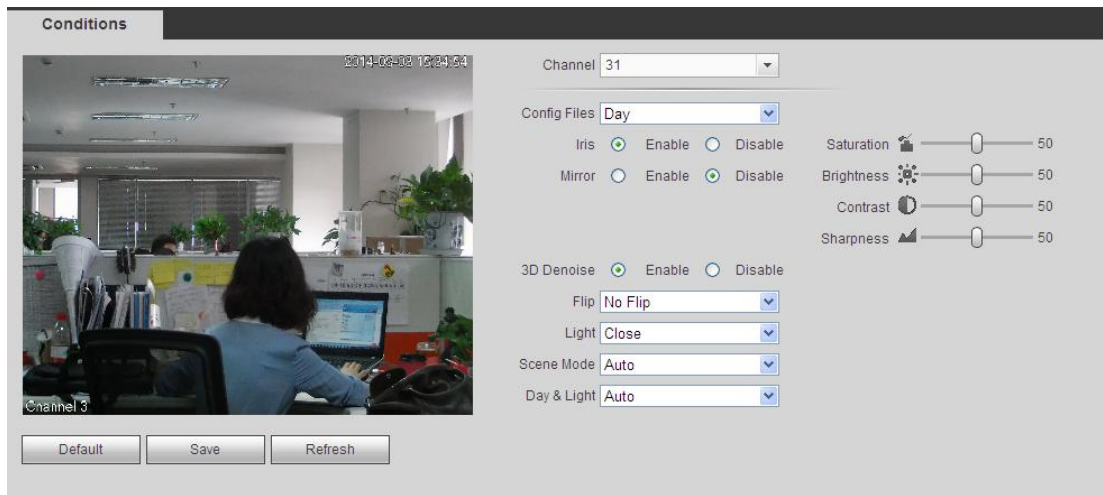 Conditions
2014-03-03 15:34:54
Channel 3
Default Save Refresh
Channel 31
Config Files Day
Iris Enable Disable
Mirror Enable Disable
Saturation 50
Brightness 50
Contrast 50
Sharpness 50
3D Denoise Enable Disable
Flip No Flip
Light Close
Scene Mode Auto
Day & Light Auto